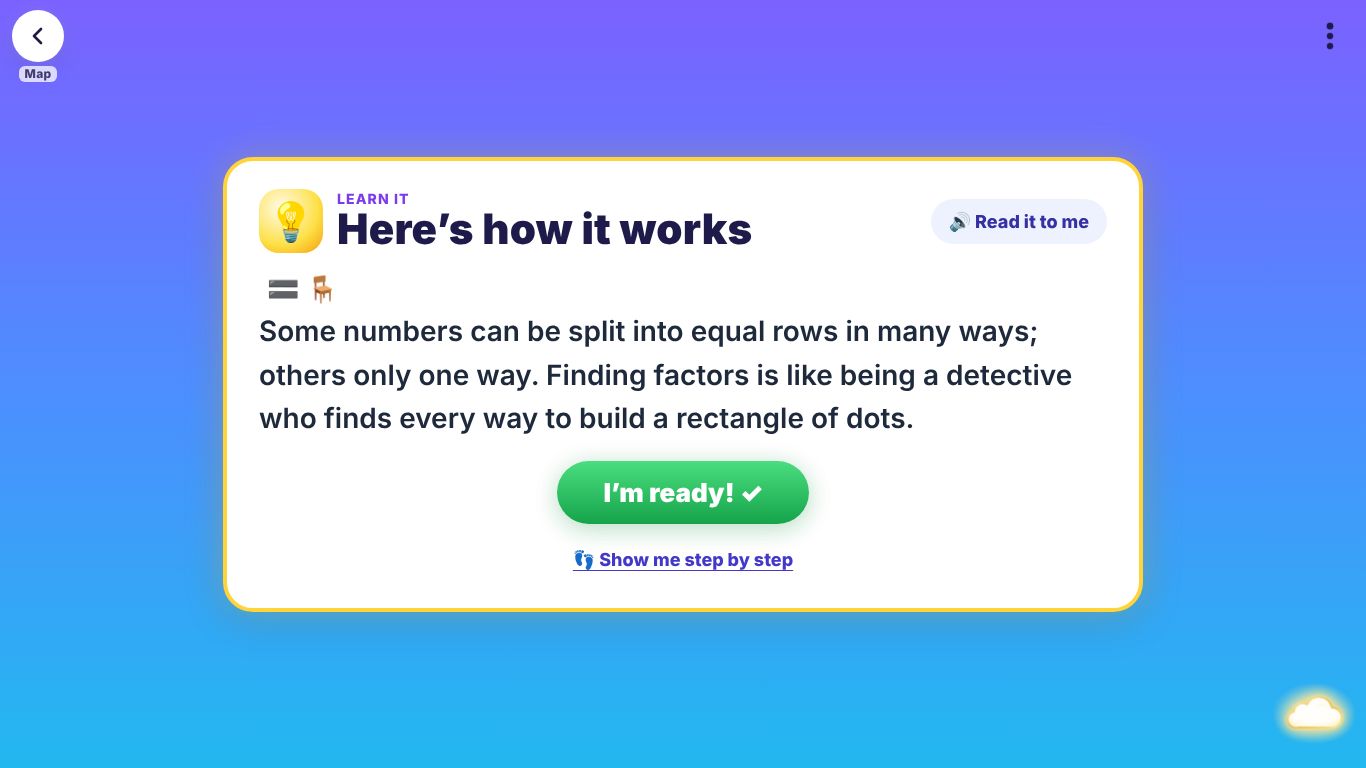 Map
LEARN IT
Here’s how it works
Read it to me
Some numbers can be split into equal rows in many ways;
others only one way. Finding factors is like being a detective
who finds every way to build a rectangle of dots.
I’m ready! ✓
Show me step by step